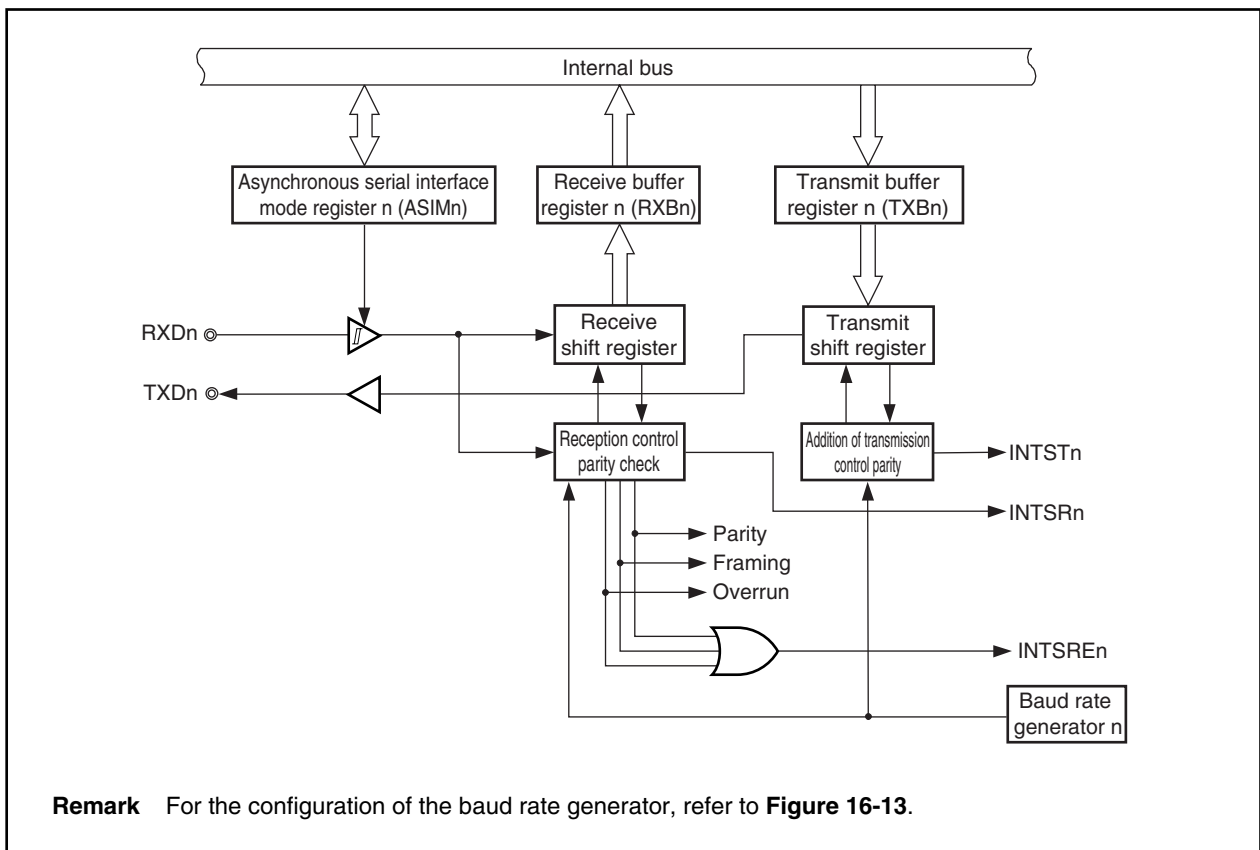 Internal bus
Asynchronous serial interface
mode register n (ASIMn)
Receive buffer
register n (RXBn)
Transmit buffer
register n (TXBn)
RXDn
Receive
shift register
Transmit
shift register
TXDn
Reception control
parity check
Addition of transmission
control parity
INTSTn
INTSRn
Parity
Framing
Overrun
INTSREn
Baud rate
generator n
Remark For the configuration of the baud rate generator, refer to Figure 16-13.